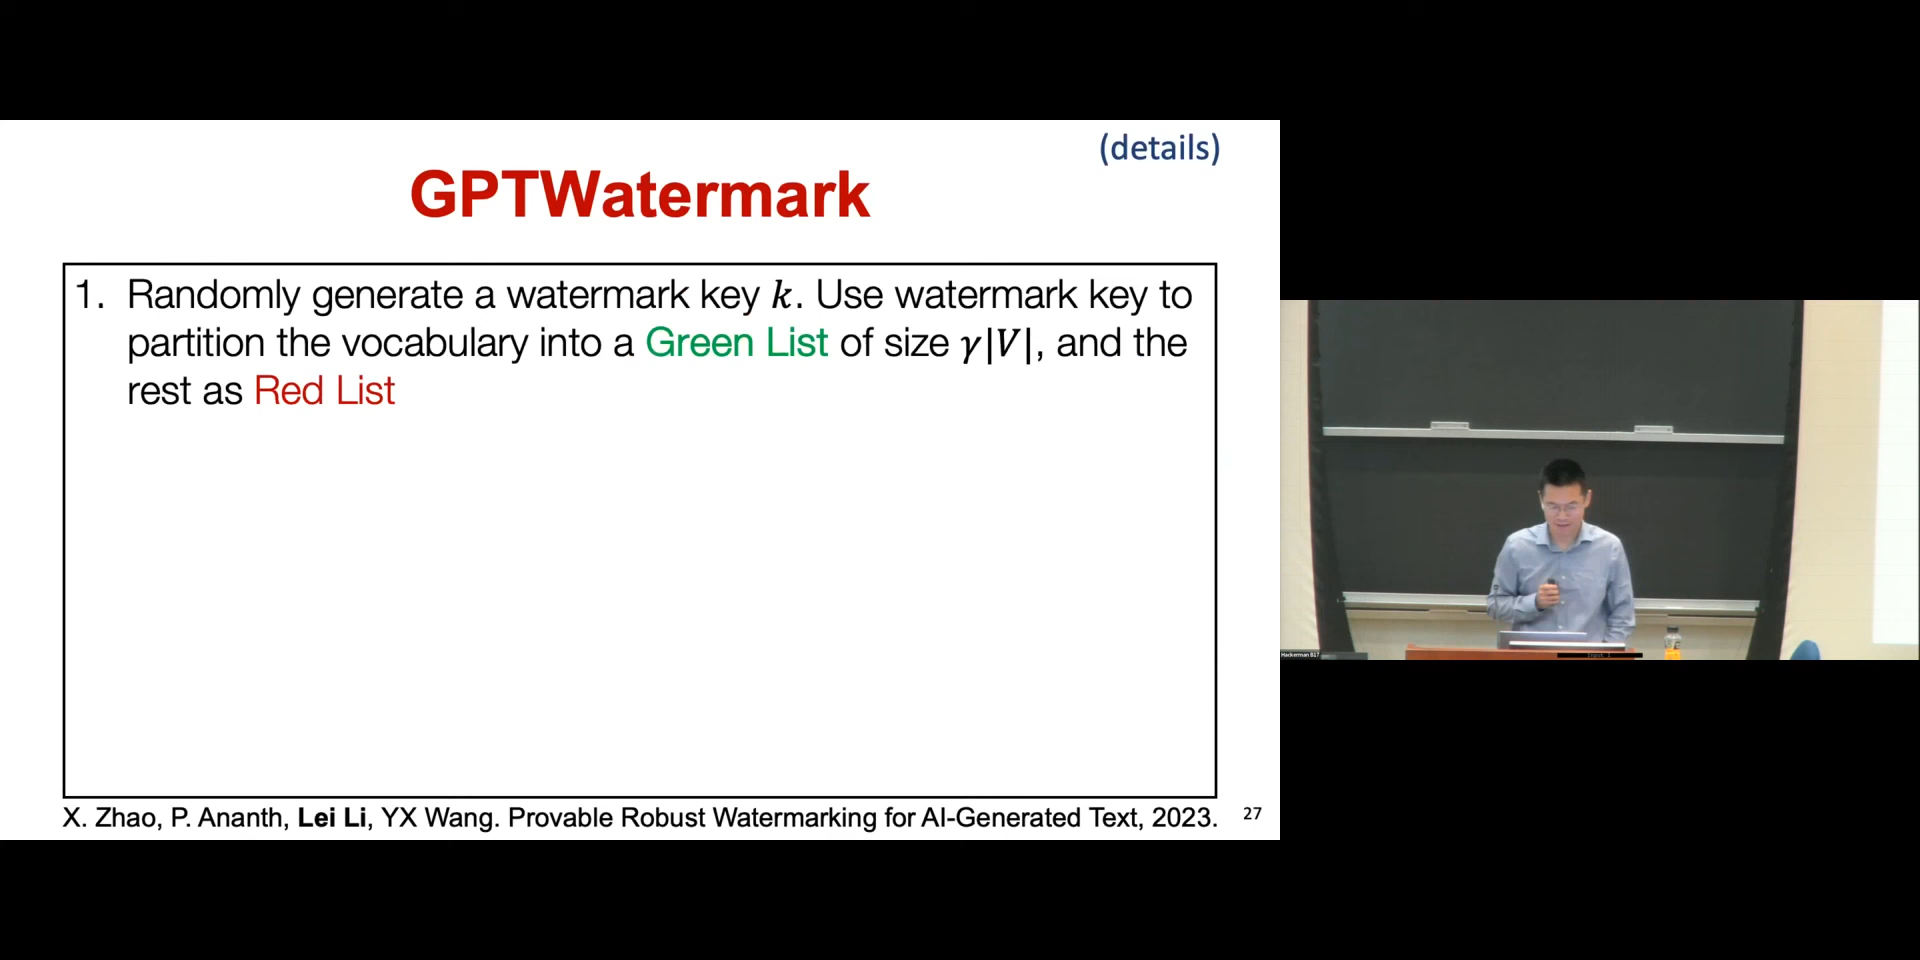 (details)
GPTWatermark
1. Randomly generate a watermark key k. Use watermark key to
partition the vocabulary into a Green List of size γ|V|, and the
rest as Red List
X. Zhao, P. Ananth, Lei Li, YX Wang. Provable Robust Watermarking for AI-Generated Text, 2023.
27
Hackerman B17